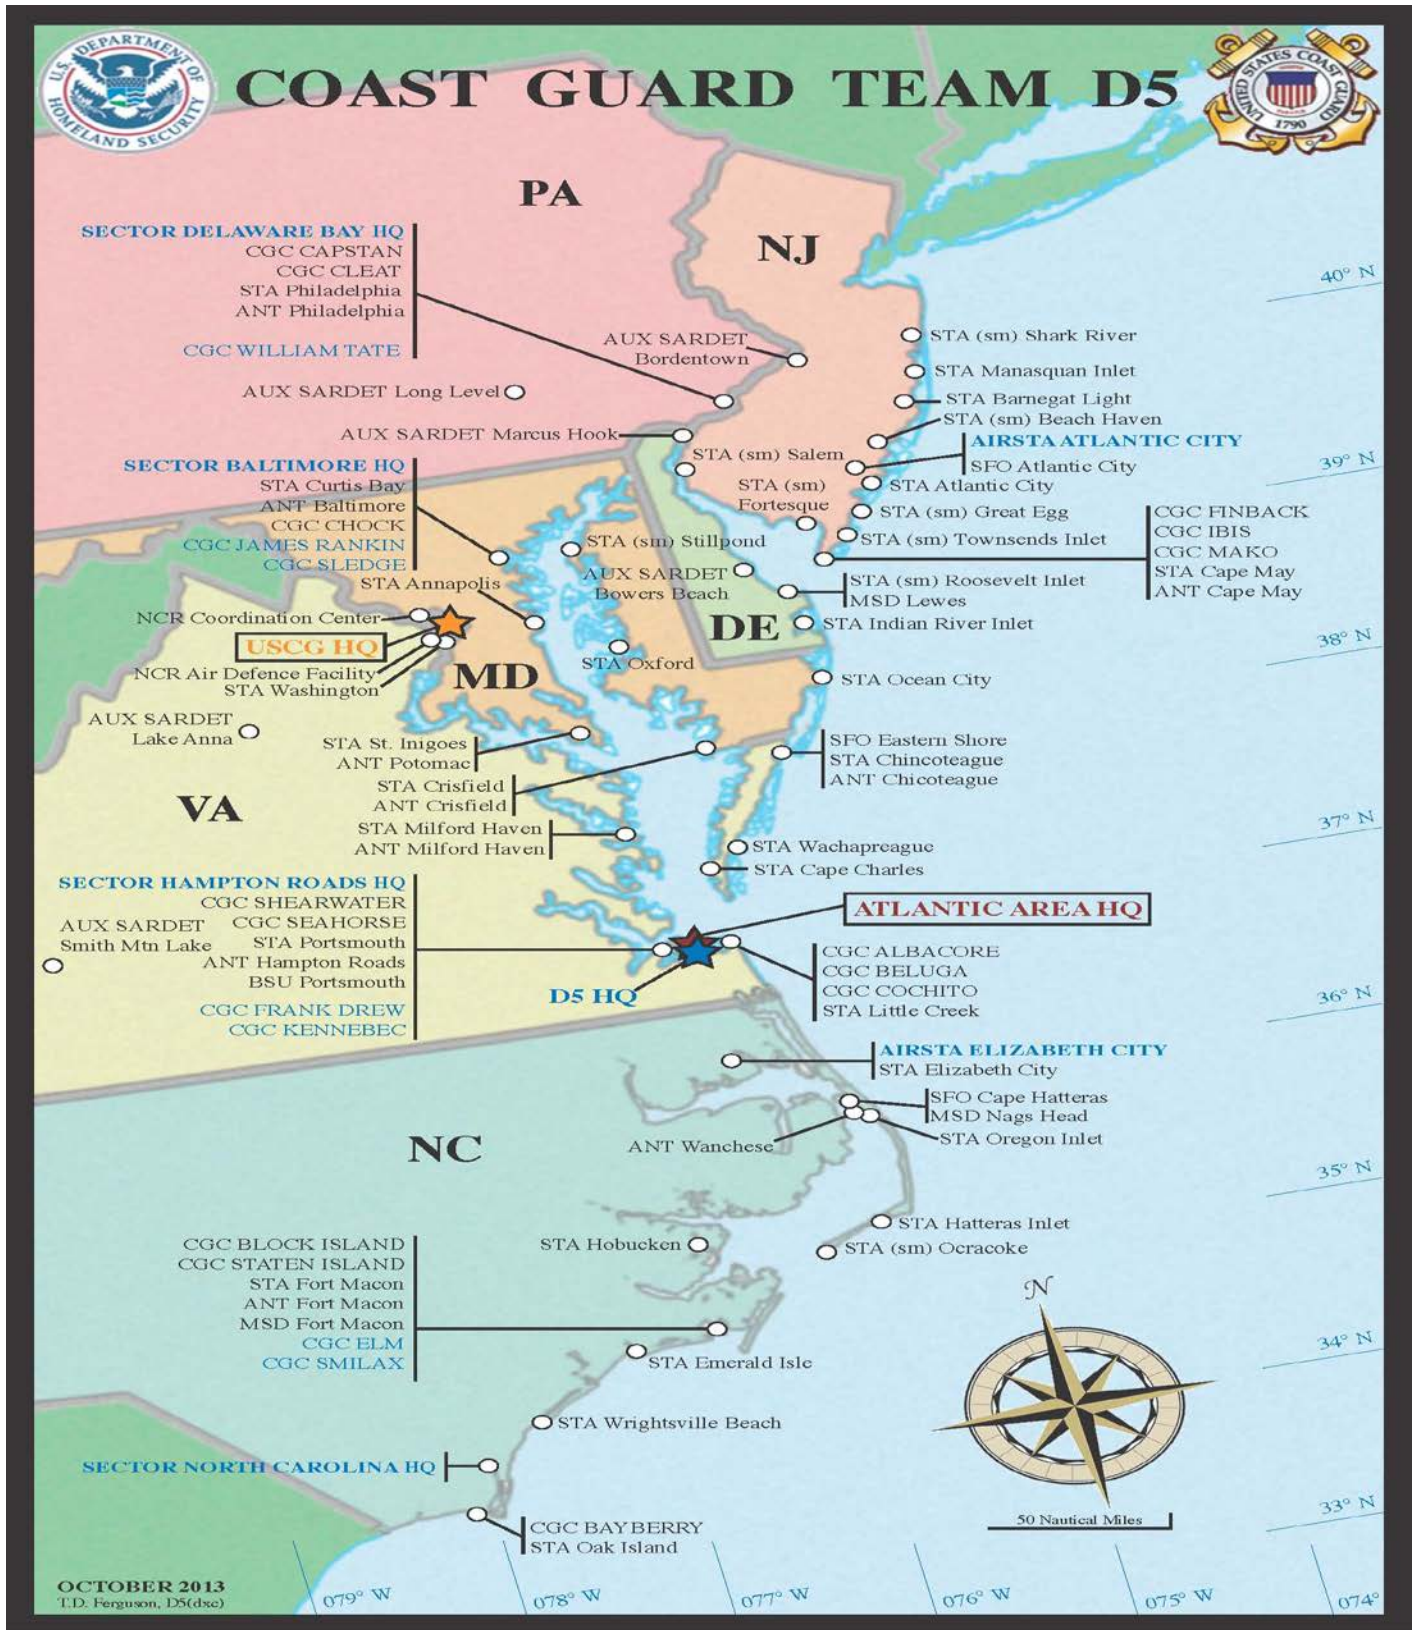 U.S. DEPARTMENT OF
HOMELAND SECURITY
COAST GUARD TEAM D5
UNITED STATES COAST GUARD
1790
PA
NJ
SECTOR DELAWARE BAY HQ
CGC CAPSTAN
CGC CLEAT
STA Philadelphia
ANT Philadelphia
CGC WILLIAM TATE
AUX SARDET
Bordentown
AUX SARDET Long Level
AUX SARDET Marcus Hook
40° N
STA (sm) Shark River
STA Manasquan Inlet
STA Barnegat Light
STA (sm) Beach Haven
AIRSTA ATLANTIC CITY
SFO Atlantic City
39° N
STA Atlantic City
STA (sm) Great Egg
STA (sm) Townsends Inlet
CGC FINBACK
CGC IBIS
CGC MAKO
STA Cape May
ANT Cape May
STA (sm) Salem
STA (sm)
Fortesque
SECTOR BALTIMORE HQ
STA Curtis Bay
ANT Baltimore
CGC CHOCK
CGC JAMES RANKIN
CGC SLEDGE
STA Annapolis
STA (sm) Stillpond
AUX SARDET
Bowers Beach
STA (sm) Roosevelt Inlet
MSD Lewes
DE
STA Indian River Inlet
38° N
NCR Coordination Center
USCG HQ
NCR Air Defence Facility
STA Washington
MD
STA Oxford
STA Ocean City
AUX SARDET
Lake Anna
STA St. Inigoes
ANT Potomac
STA Crisfield
ANT Crisfield
SFO Eastern Shore
STA Chincoteague
ANT Chicoteague
VA
STA Milford Haven
ANT Milford Haven
37° N
STA Wachapreague
STA Cape Charles
SECTOR HAMPTON ROADS HQ
CGC SHEARWATER
CGC SEAHORSE
STA Portsmouth
ANT Hampton Roads
BSU Portsmouth
CGC FRANK DREW
CGC KENNEBEC
AUX SARDET
Smith Mtn Lake
ATLANTIC AREA HQ
D5 HQ
CGC ALBACORE
CGC BELUGA
CGC COCHITO
STA Little Creek
36° N
AIRSTA ELIZABETH CITY
STA Elizabeth City
SFO Cape Hatteras
MSD Nags Head
STA Oregon Inlet
ANT Wanchese
NC
35° N
STA Hatteras Inlet
STA (sm) Ocracoke
STA Hobucken
CGC BLOCK ISLAND
CGC STATEN ISLAND
STA Fort Macon
ANT Fort Macon
MSD Fort Macon
CGC ELM
CGC SMILAX
STA Emerald Isle
N
34° N
STA Wrightsville Beach
SECTOR NORTH CAROLINA HQ
CGC BAYBERRY
STA Oak Island
50 Nautical Miles
33° N
OCTOBER 2013
T.D. Ferguson, D5(dxc)
079° W
078° W
077° W
076° W
075° W
074°